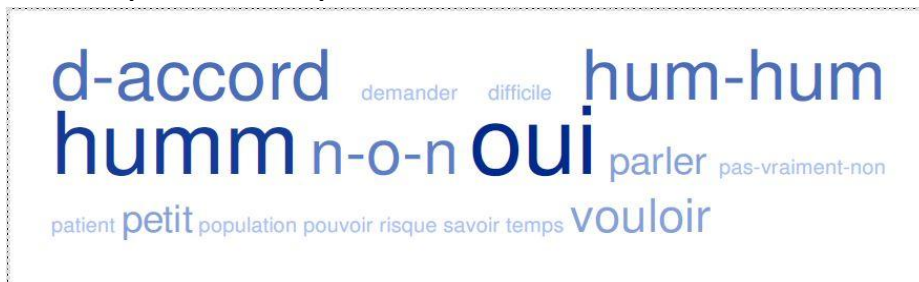 d-accord demander difficile hum-hum
humm n-o-n oui parler pas-vraiment-non
patient petit population pouvoir risque savoir temps vouloir